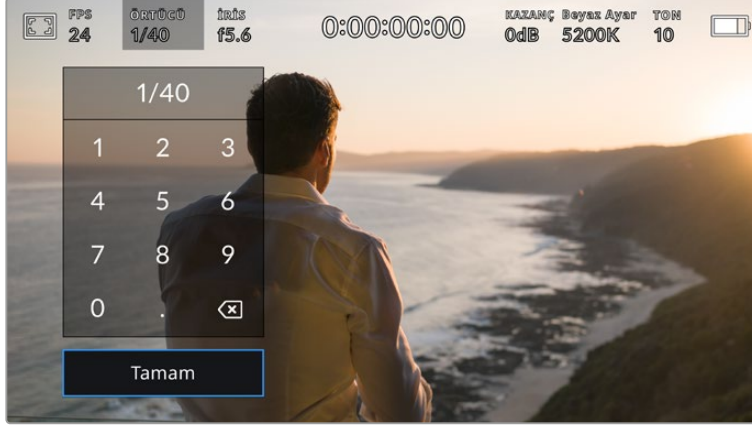 FPS ÖRTÜCÜ İRİS 0:00:00:00 KAZANÇ Beyaz Ayar TON
24 1/40 f5.6 0dB 5200K 10
1/40
1 2 3
4 5 6
7 8 9
0 .
Tamam